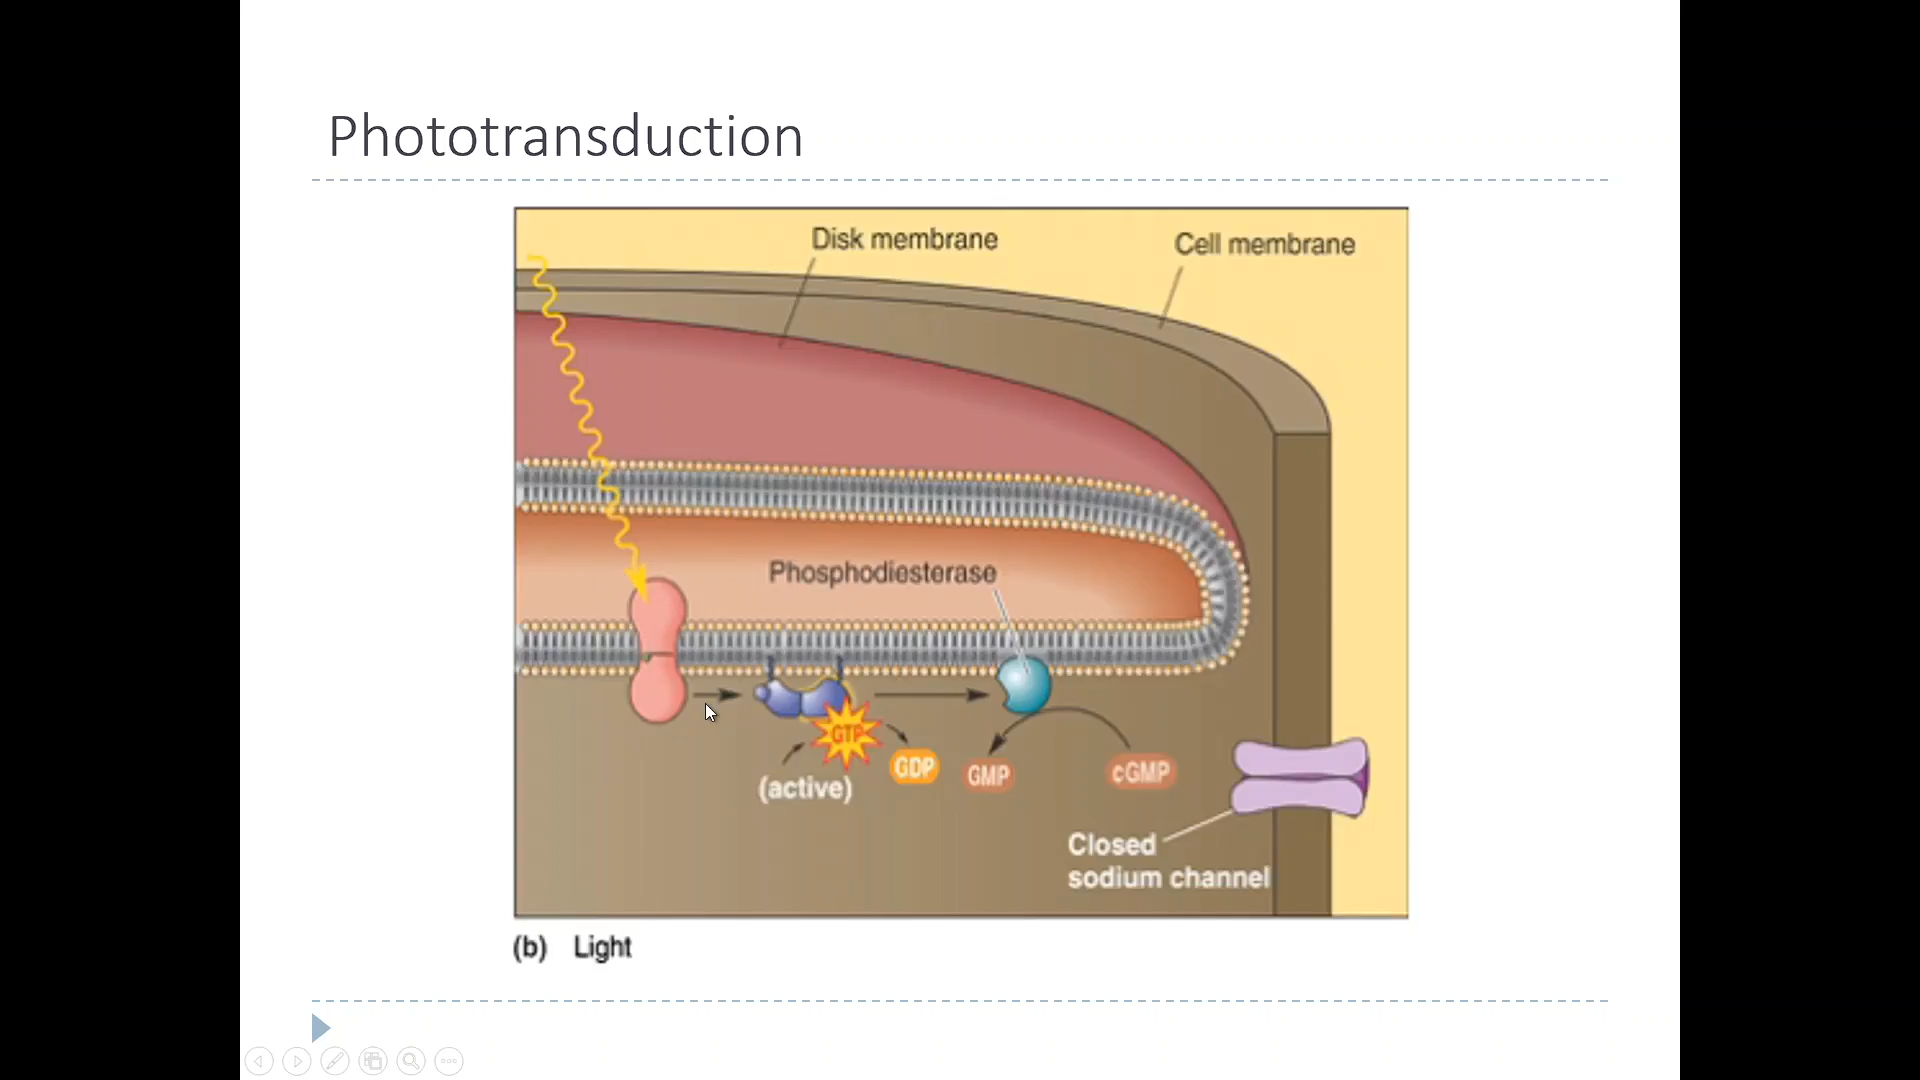 Phototransduction
Disk membrane
Cell membrane
Phosphodiesterase
GTP
GDP
GMP
cGMP
(active)
Closed
sodium channel
(b) Light